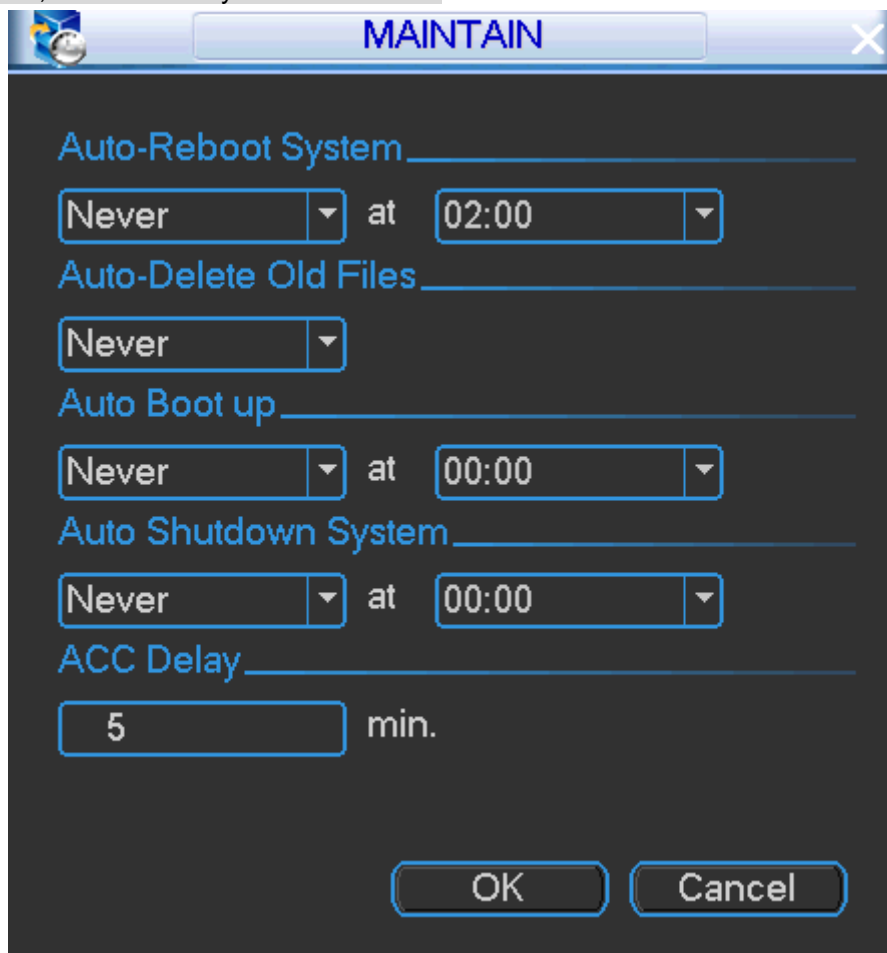 MAINTAIN
Auto-Reboot System
Never at 02:00
Auto-Delete Old Files
Never
Auto Boot up
Never at 00:00
Auto Shutdown System
Never at 00:00
ACC Delay
5 min.
OK Cancel